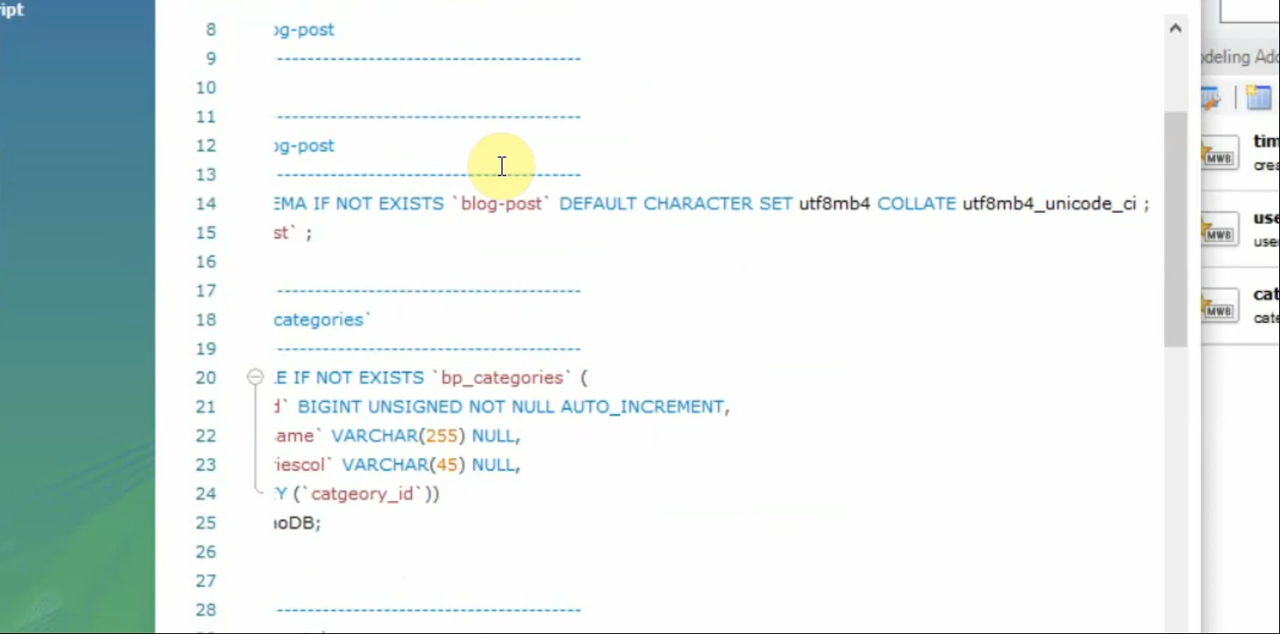 ript
8 og-post
9 ----------------------------------------
10
11 ----------------------------------------
12 og-post
13 ----------------------------------------
14 EMA IF NOT EXISTS `blog-post` DEFAULT CHARACTER SET utf8mb4 COLLATE utf8mb4_unicode_ci ;
15 st` ;
16
17 ----------------------------------------
18 categories`
19 ----------------------------------------
20 E IF NOT EXISTS `bp_categories` (
21 d` BIGINT UNSIGNED NOT NULL AUTO_INCREMENT,
22 ame` VARCHAR(255) NULL,
23 iescol` VARCHAR(45) NULL,
24 Y (`catgeory_id`))
25 noDB;
26
27
28 ----------------------------------------
odeling Add
MWB
tim
crea
MWB
use
use
MWB
cat
cate